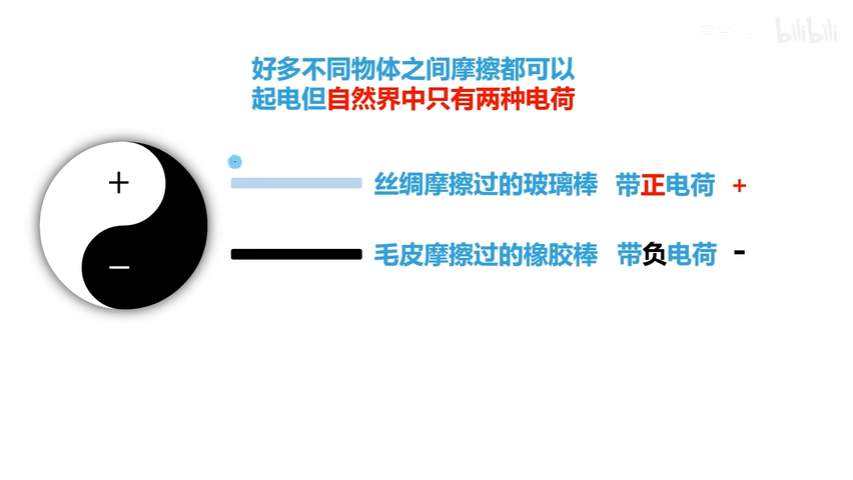 bilibili
好多不同物体之间摩擦都可以
起电但自然界中只有两种电荷
+
丝绸摩擦过的玻璃棒 带正电荷 +
毛皮摩擦过的橡胶棒 带负电荷 -
−